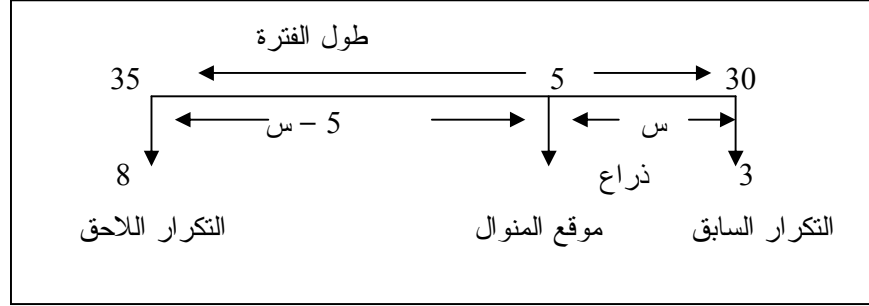 طول الفترة
30 5 35
س 5 – س
3 ذراع 8
التكرار السابق موقع المنوال التكرار اللاحق